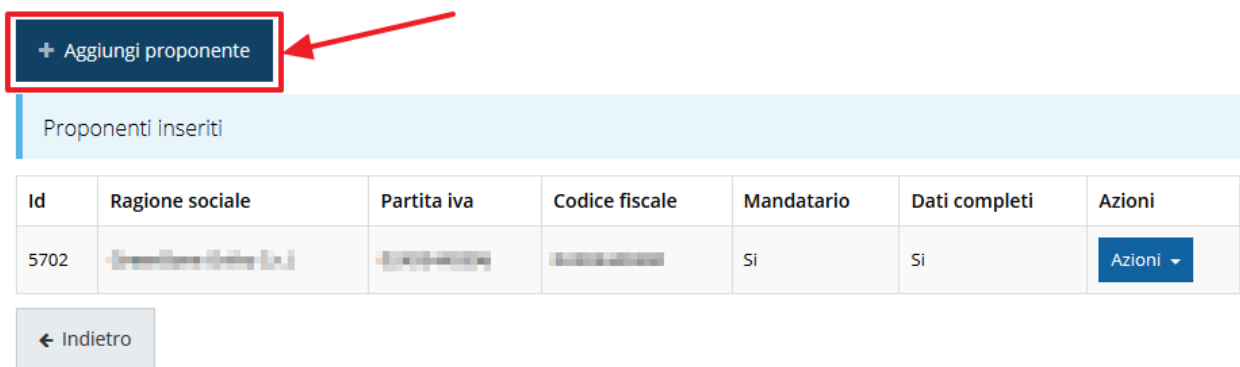 + Aggiungi proponente
Proponenti inseriti
Id Ragione sociale Partita iva Codice fiscale Mandatario Dati completi Azioni
5702 Si Si Azioni
Indietro